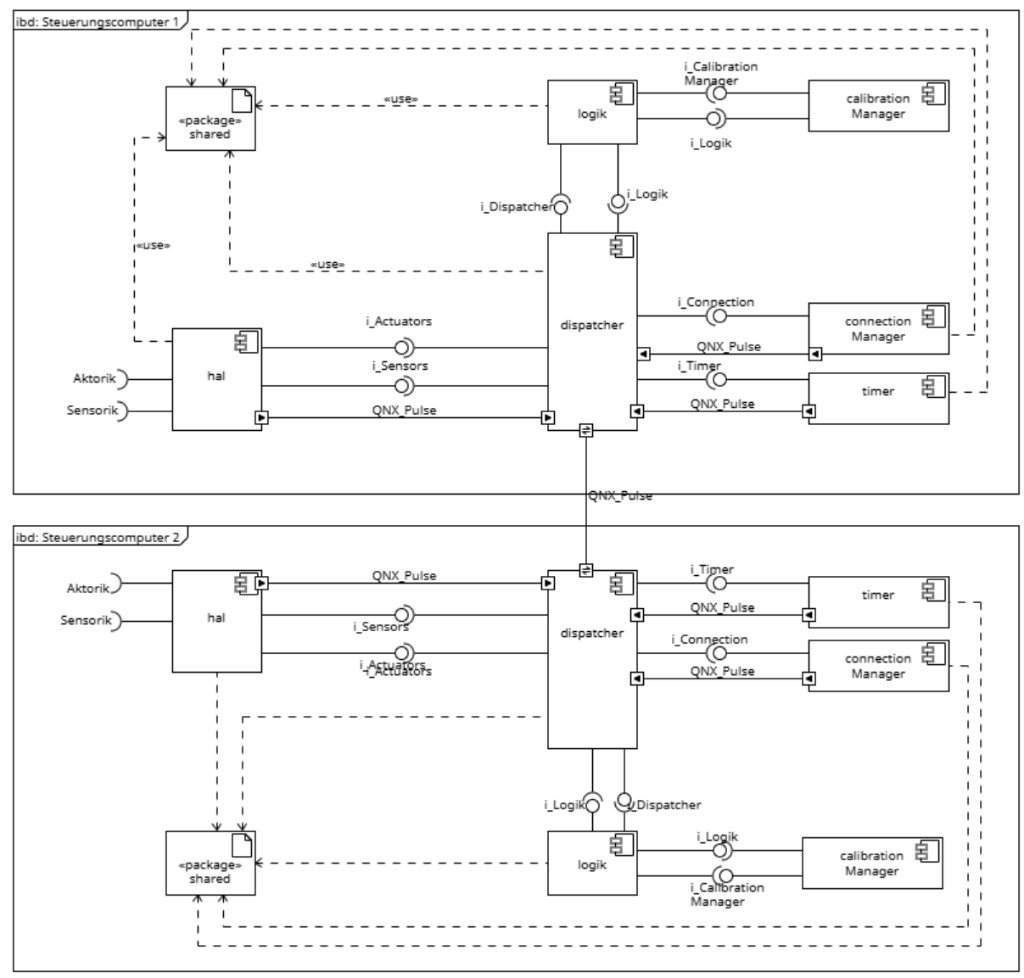 ibd: Steuerungscomputer 1
i_Calibration
Manager
«package»
shared
«use»
logik
calibration
Manager
i_Logik
i_Dispatcher
i_Logik
«use»
«use»
i_Connection
i_Actuators
dispatcher
connection
Manager
QNX_Pulse
i_Sensors
i_Timer
Aktorik
hal
timer
Sensorik
QNX_Pulse
QNX_Pulse
QNX_Pulse
ibd: Steuerungscomputer 2
i_Timer
Aktorik
QNX_Pulse
timer
QNX_Pulse
hal
Sensorik
i_Sensors
dispatcher
i_Connection
connection
Manager
i_Actuators
i_Actuators
QNX_Pulse
i_Logik
i_Dispatcher
i_Logik
«package»
shared
logik
calibration
Manager
i_Calibration
Manager